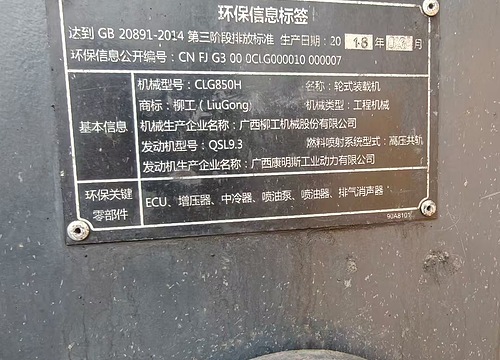 环保信息标签
达到 GB 20891-2014 第三阶段排放标准 生产日期: 20 18 年 月
环保信息公开编号: CN FJ G3 00 0CLG000010 000007
机械型号: CLG850H 名称: 轮式装载机
商标: 柳工 (LiuGong) 机械类型: 工程机械
基本信息
机械生产企业名称: 广西柳工机械股份有限公司
发动机型号: QSL9.3 燃料喷射系统型式: 高压共轨
发动机生产企业名称: 广西康明斯工业动力有限公司
环保关键
零部件
ECU、增压器、中冷器、喷油泵、喷油器、排气消声器
90A8101